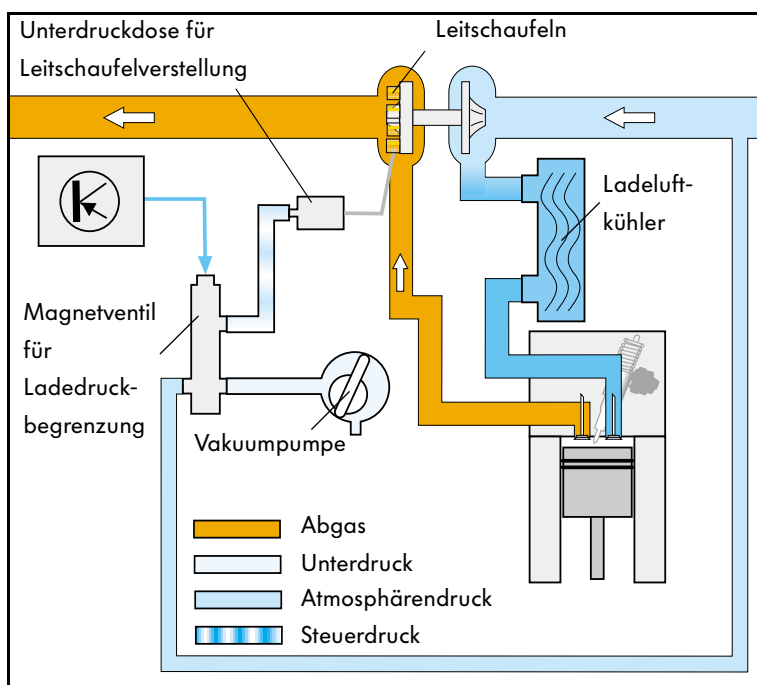 Unterdruckdose für
Leitschaufelverstellung
Leitschaufeln
Ladeluft-
kühler
Magnetventil
für
Ladedruck-
begrenzung
Vakuumpumpe
Abgas
Unterdruck
Atmosphärendruck
Steuerdruck